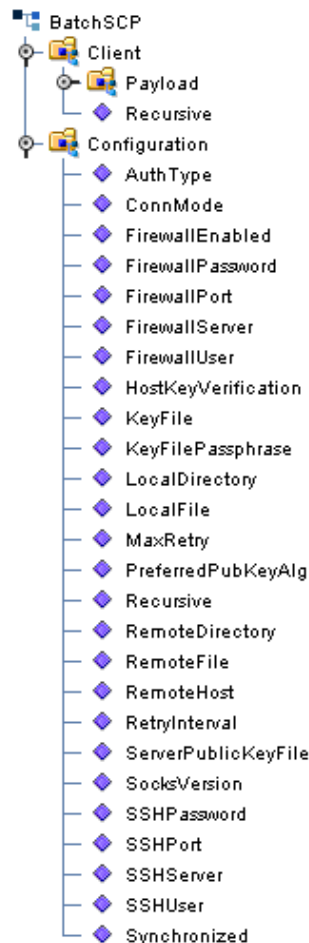 BatchSCP
Client
Payload
Recursive
Configuration
AuthType
ConnMode
FirewallEnabled
FirewallPassword
FirewallPort
FirewallServer
FirewallUser
HostKeyVerification
KeyFile
KeyFilePassphrase
LocalDirectory
LocalFile
MaxRetry
PreferredPubKeyAlg
Recursive
RemoteDirectory
RemoteFile
RemoteHost
RetryInterval
ServerPublicKeyFile
SocksVersion
SSHPassword
SSHPort
SSHServer
SSHUser
Synchronized